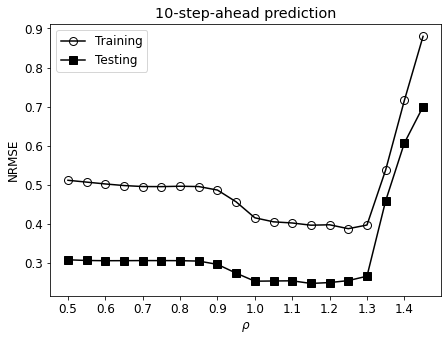 10-step-ahead prediction
Training
Testing
NRMSE
0.9
0.8
0.7
0.6
0.5
0.4
0.3
0.5 0.6 0.7 0.8 0.9 1.0 1.1 1.2 1.3 1.4
ρ